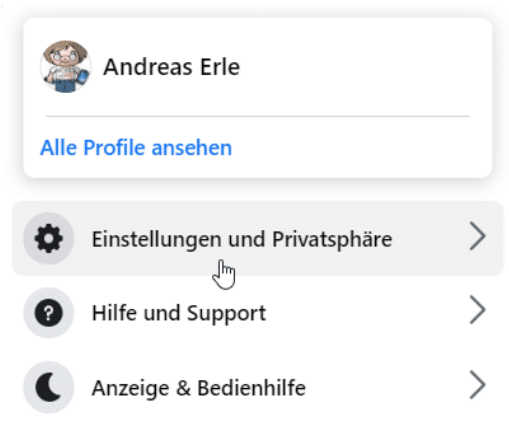 Andreas Erle
Alle Profile ansehen
Einstellungen und Privatsphäre
Hilfe und Support
Anzeige & Bedienhilfe